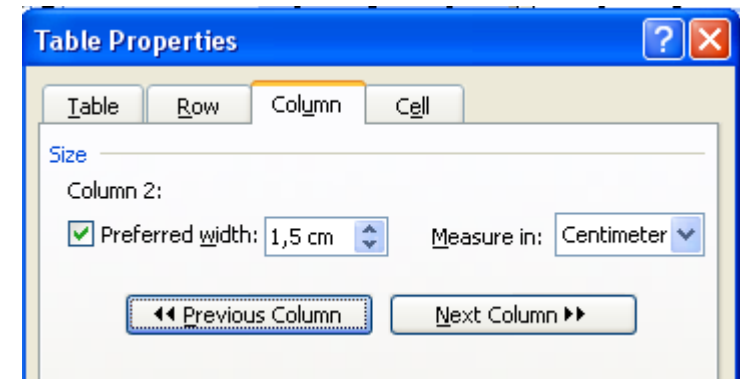 Table Properties
Table Row Column Cell
Size
Column 2:
Preferred width: 1,5 cm Measure in: Centimeter
Previous Column Next Column